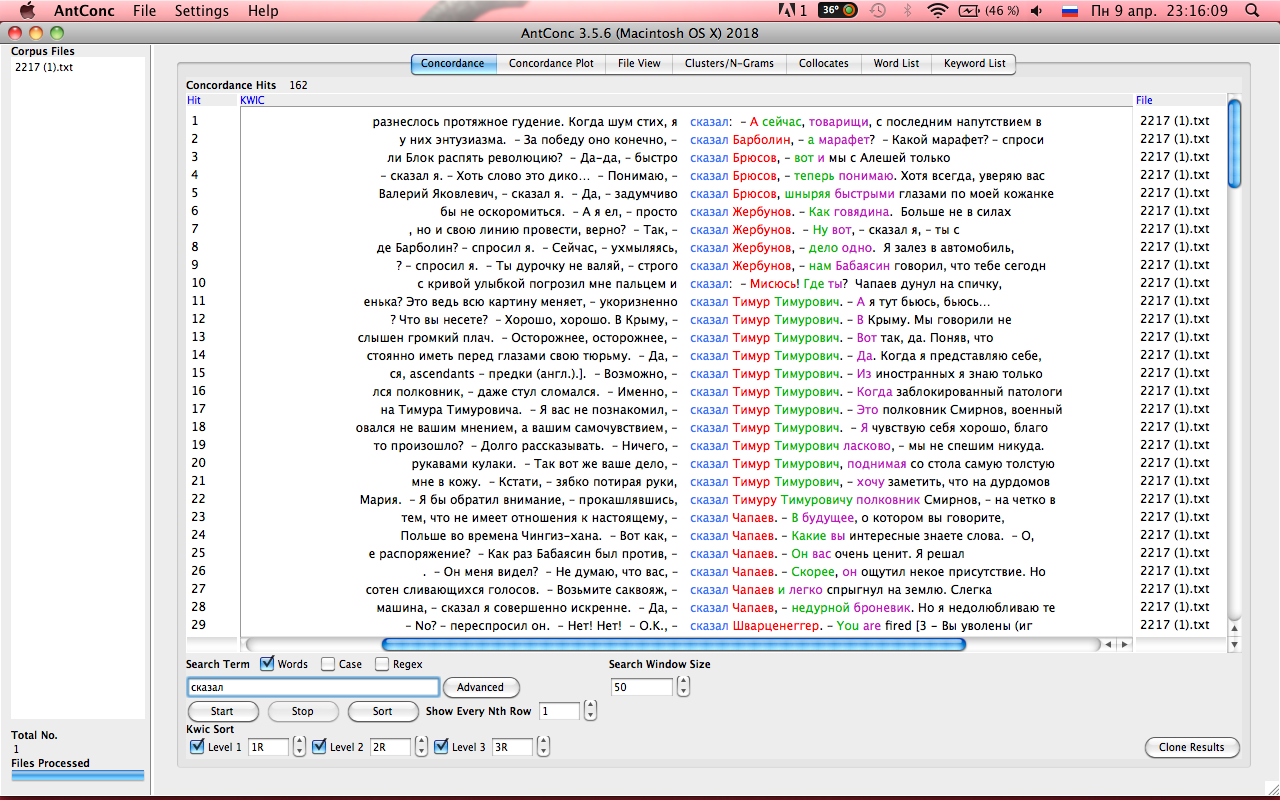 AntConc File Settings Help 1 36° (46 %) Пн 9 апр. 23:16:09
AntConc 3.5.6 (Macintosh OS X) 2018
Corpus Files
2217 (1).txt
Concordance Concordance Plot File View Clusters/N-Grams Collocates Word List Keyword List
Concordance Hits 162
Hit KWIC File
1 разнеслось протяжное гудение. Когда шум стих, я сказал: – А сейчас, товарищи, с последним напутствием в 2217 (1).txt
2 у них энтузиазма. – За победу оно конечно, – сказал Барболин, – а марафет? – Какой марафет? – спроси 2217 (1).txt
3 ли Блок распять революцию? – Да-да, – быстро сказал Брюсов, – вот и мы с Алешей только 2217 (1).txt
4 – сказал я. – Хоть слово это дико... – Понимаю, – сказал Брюсов, – теперь понимаю. Хотя всегда, уверяю вас 2217 (1).txt
5 Валерий Яковлевич, – сказал я. – Да, – задумчиво сказал Брюсов, шныряя быстрыми глазами по моей кожанке 2217 (1).txt
6 бы не оскоромиться. – А я ел, – просто сказал Жербунов. – Как говядина. Больше не в силах 2217 (1).txt
7 , но и свою линию провести, верно? – Так, – сказал Жербунов. – Ну вот, – сказал я, – ты с 2217 (1).txt
8 де Барболин? – спросил я. – Сейчас, – ухмыляясь, сказал Жербунов, – дело одно. Я залез в автомобиль, 2217 (1).txt
9 ? – спросил я. – Ты дурочку не валяй, – строго сказал Жербунов, – нам Бабаясин говорил, что тебе сегодн 2217 (1).txt
10 с кривой улыбкой погрозил мне пальцем и сказал: – Мисюсь! Где ты? Чапаев дунул на спичку, 2217 (1).txt
11 енька? Это ведь всю картину меняет, – укоризненно сказал Тимур Тимурович. – А я тут бьюсь, бьюсь... 2217 (1).txt
12 ? Что вы несете? – Хорошо, хорошо. В Крыму, – сказал Тимур Тимурович. – В Крыму. Мы говорили не 2217 (1).txt
13 слышен громкий плач. – Осторожнее, осторожнее, – сказал Тимур Тимурович. – Вот так, да. Поняв, что 2217 (1).txt
14 стоянно иметь перед глазами свою тюрьму. – Да, – сказал Тимур Тимурович. – Да. Когда я представляю себе, 2217 (1).txt
15 ся, ascendants – предки (англ.).]. – Возможно, – сказал Тимур Тимурович. – Из иностранных я знаю только 2217 (1).txt
16 лся полковник, – даже стул сломался. – Именно, – сказал Тимур Тимурович. – Когда заблокированный патологи 2217 (1).txt
17 на Тимура Тимуровича. – Я вас не познакомил, – сказал Тимур Тимурович. – Это полковник Смирнов, военный 2217 (1).txt
18 овался не вашим мнением, а вашим самочувствием, – сказал Тимур Тимурович. – Я чувствую себя хорошо, благо 2217 (1).txt
19 то произошло? – Долго рассказывать. – Ничего, – сказал Тимур Тимурович ласково, – мы не спешим никуда. 2217 (1).txt
20 рукавами кулаки. – Так вот же ваше дело, – сказал Тимур Тимурович, поднимая со стола самую толстую 2217 (1).txt
21 мне в кожу. – Кстати, – зябко потирая руки, сказал Тимур Тимурович, – хочу заметить, что на дурдомов 2217 (1).txt
22 Мария. – Я бы обратил внимание, – прокашлявшись, сказал Тимуру Тимуровичу полковник Смирнов, – на четко в 2217 (1).txt
23 тем, что не имеет отношения к настоящему, – сказал Чапаев. – В будущее, о котором вы говорите, 2217 (1).txt
24 Польше во времена Чингиз-хана. – Вот как, – сказал Чапаев. – Какие вы интересные знаете слова. – О, 2217 (1).txt
25 е распоряжение? – Как раз Бабаясин был против, – сказал Чапаев. – Он вас очень ценит. Я решал 2217 (1).txt
26 . – Он меня видел? – Не думаю, что вас, – сказал Чапаев. – Скорее, он ощутил некое присутствие. Но 2217 (1).txt
27 сотен сливающихся голосов. – Возьмите саквояж, – сказал Чапаев и легко спрыгнул на землю. Слегка 2217 (1).txt
28 машина, – сказал я совершенно искренне. – Да, – сказал Чапаев, – недурной броневик. Но я недолюбливаю те 2217 (1).txt
29 – No? – переспросил он. – Нет! Нет! – O.K., – сказал Шварценеггер. – You are fired [3 – Вы уволены (иг 2217 (1).txt
Search Term Words Case Regex Search Window Size
сказал Advanced 50
Start Stop Sort Show Every Nth Row 1
Kwic Sort
Level 1 1R Level 2 2R Level 3 3R Clone Results
Total No.
1
Files Processed